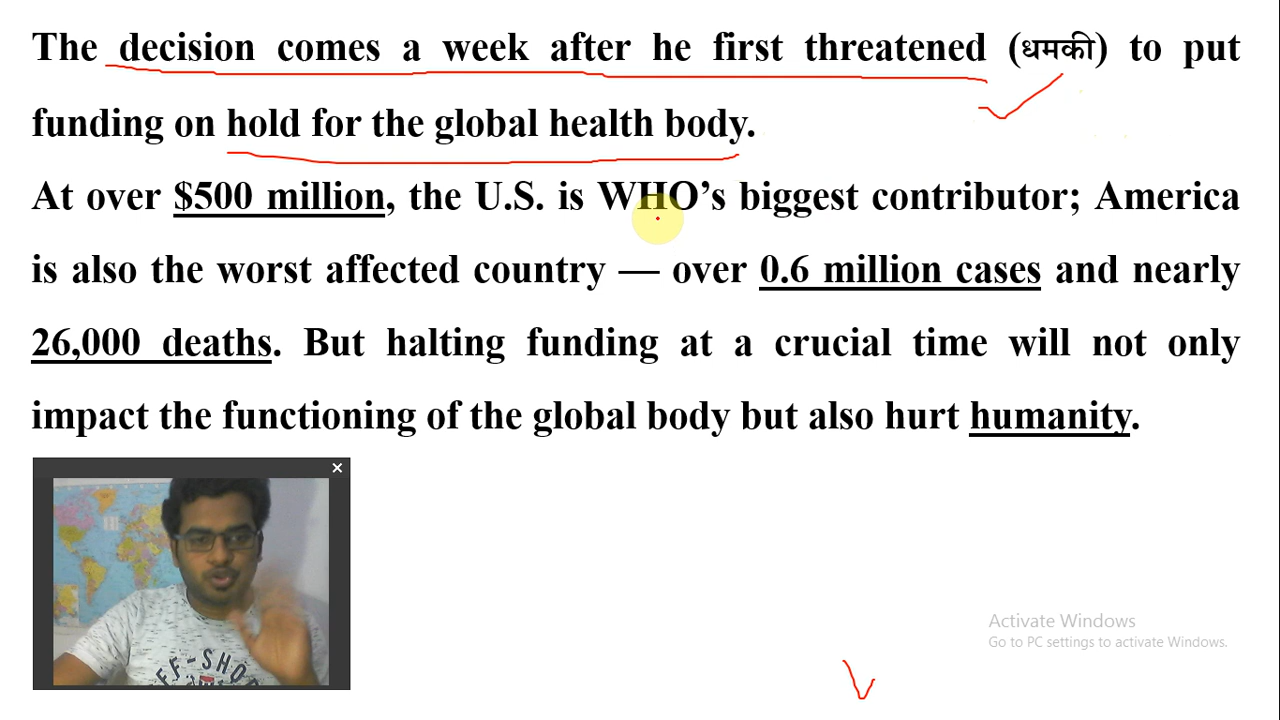 The decision comes a week after he first threatened (धमकी) to put
funding on hold for the global health body.
At over $500 million, the U.S. is WHO’s biggest contributor; America
is also the worst affected country — over 0.6 million cases and nearly
26,000 deaths. But halting funding at a crucial time will not only
impact the functioning of the global body but also hurt humanity.
Activate Windows
Go to PC settings to activate Windows.